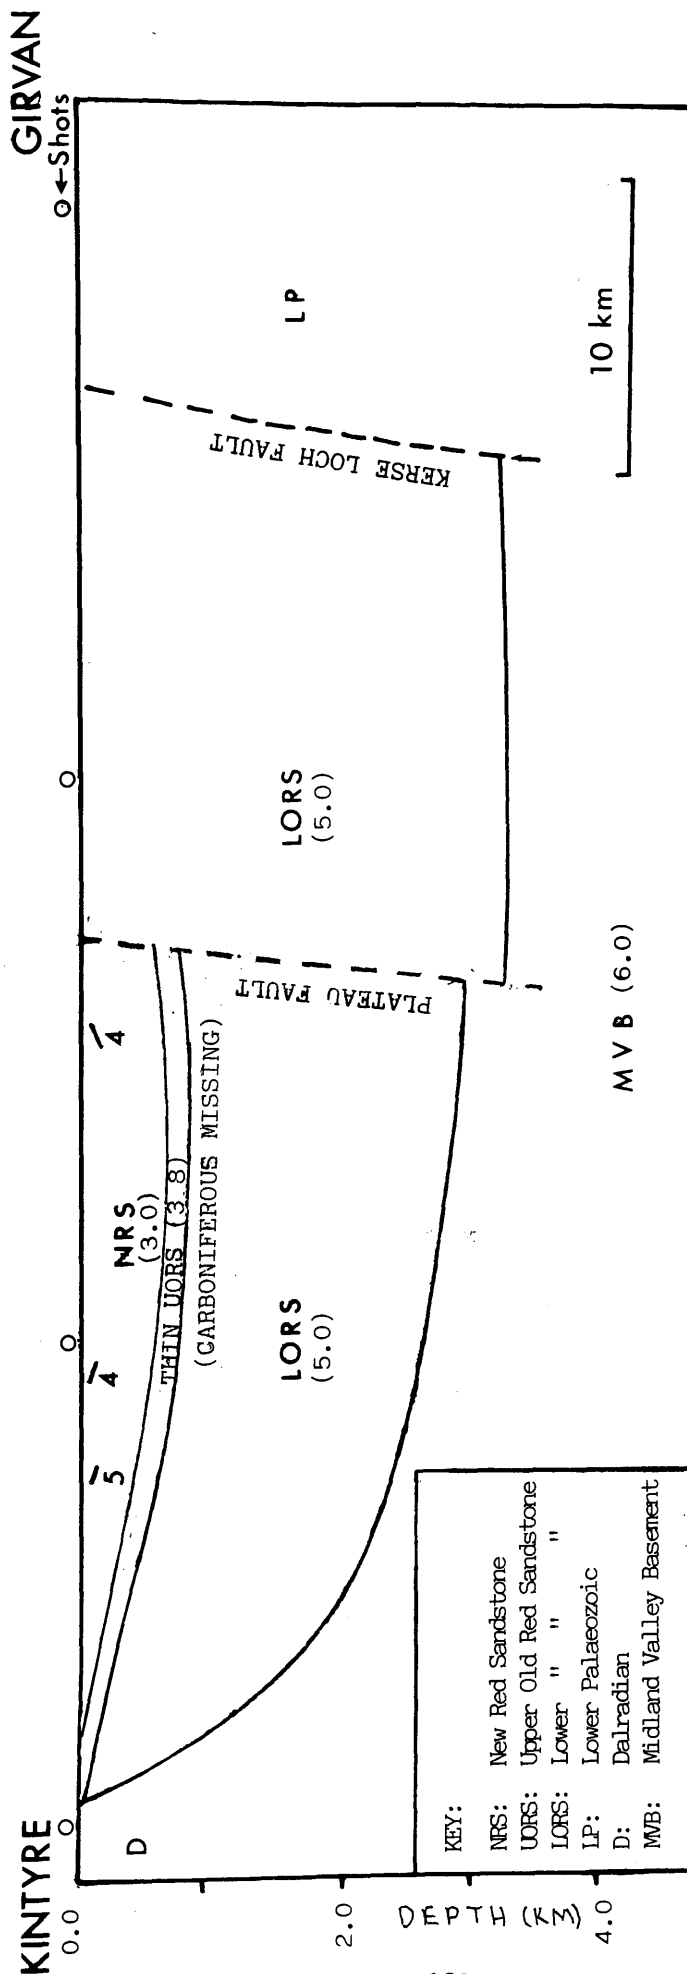 KINTYRE
GIRVAN
O←Shots
0.0
2.0
4.0
DEPTH (KM)
D
5
4
4
NRS
(3.0)
THIN UORS (3.8)
(CARBONIFEROUS MISSING)
LORS
(5.0)
PLATEAU FAULT
LORS
(5.0)
KERSE LOCH FAULT
LP
MVB (6.0)
10 km
KEY:
NRS: New Red Sandstone
UORS: Upper Old Red Sandstone
LORS: Lower " " "
LP: Lower Palaeozoic
D: Dalradian
MVB: Midland Valley Basement